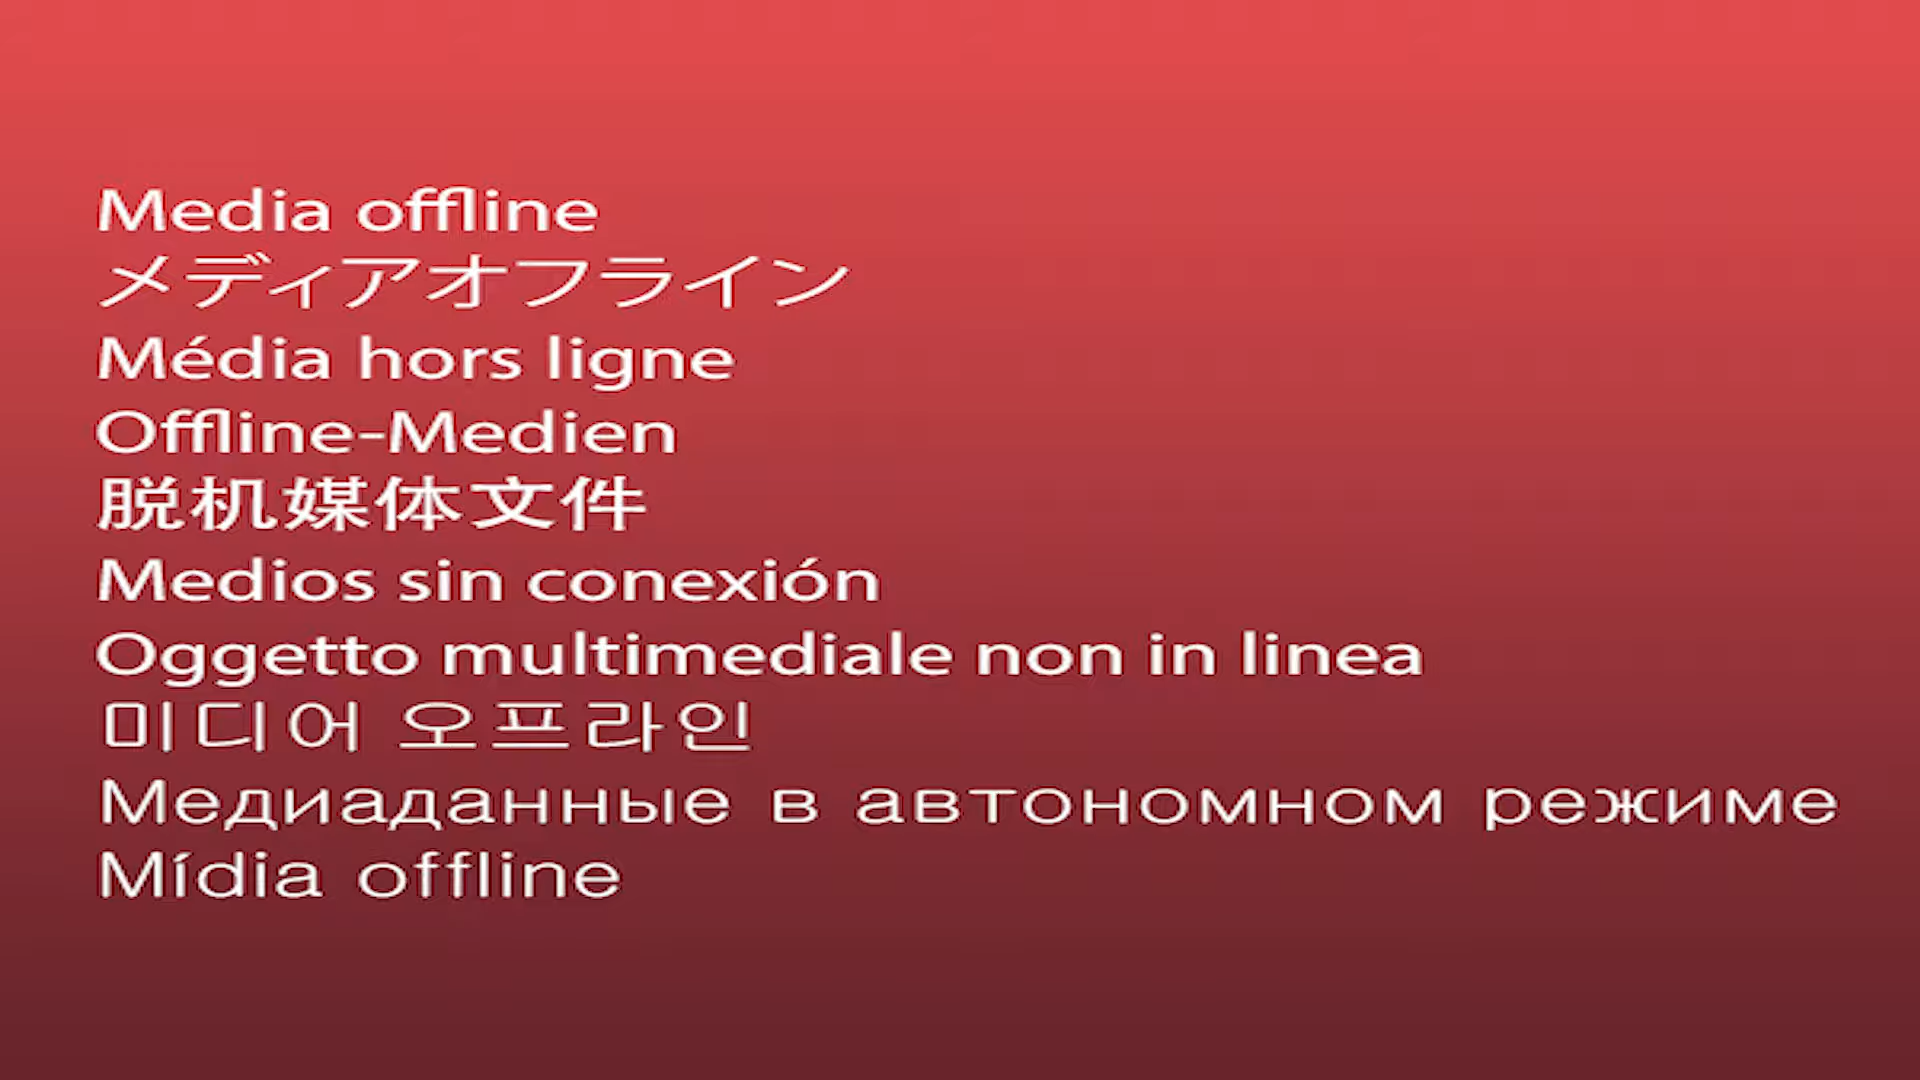 Media offline
メディアオフライン
Média hors ligne
Offline-Medien
脱机媒体文件
Medios sin conexión
Oggetto multimediale non in linea
미디어 오프라인
Медиаданные в автономном режиме
Mídia offline